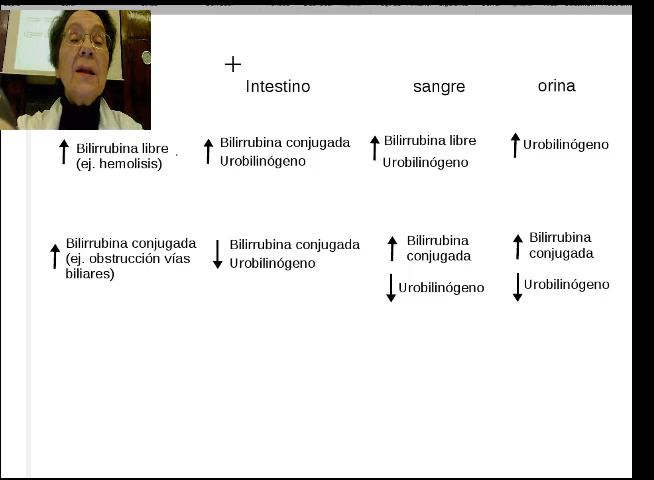 +
Intestino sangre orina
Bilirrubina libre
(ej. hemolisis)
Bilirrubina conjugada
Urobilinógeno
Bilirrubina libre
Urobilinógeno
Urobilinógeno
Bilirrubina conjugada
(ej. obstrucción vías
biliares)
Bilirrubina conjugada
Urobilinógeno
Bilirrubina
conjugada
Urobilinógeno
Bilirrubina
conjugada
Urobilinógeno